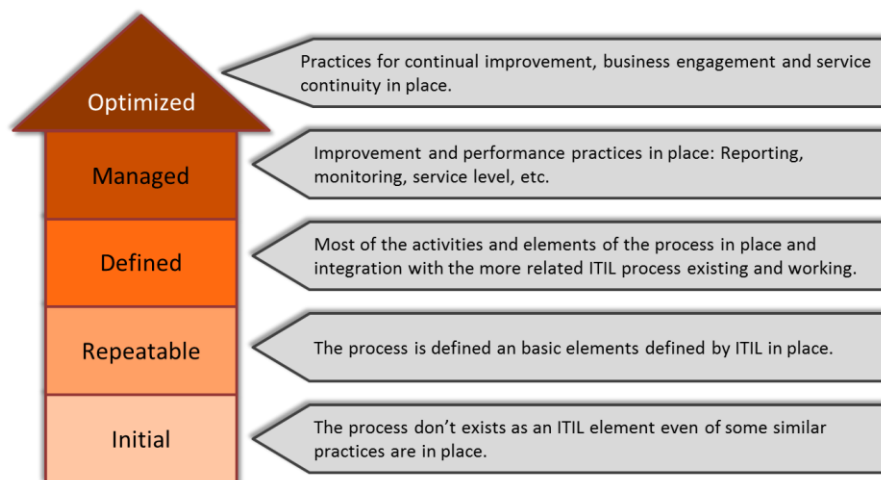 Optimized
Practices for continual improvement, business engagement and service
continuity in place.
Managed
Improvement and performance practices in place: Reporting,
monitoring, service level, etc.
Defined
Most of the activities and elements of the process in place and
integration with the more related ITIL process existing and working.
Repeatable
The process is defined an basic elements defined by ITIL in place.
Initial
The process don’t exists as an ITIL element even of some similar
practices are in place.